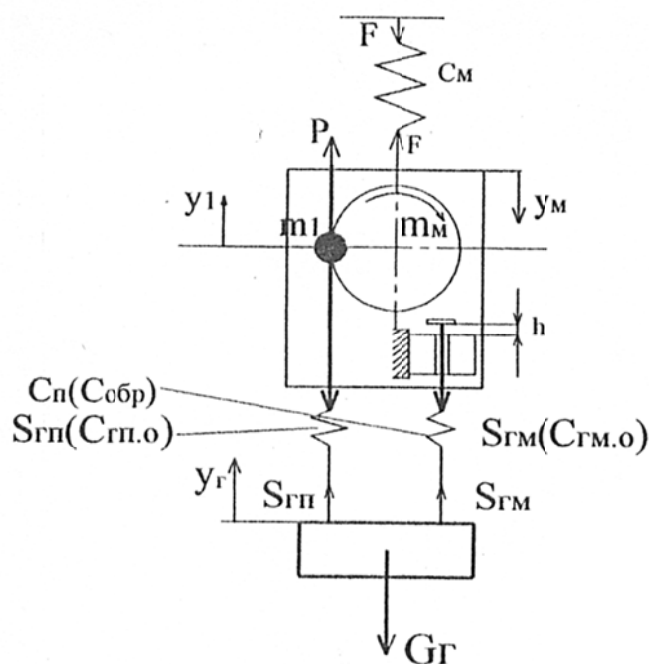 F
Cм
P
F
y1
yм
m1
mм
h
Cп(Cобр)
Sгп(Cгп.о)
Sгм(Cгм.о)
yг
Sгп
Sгм
Gг